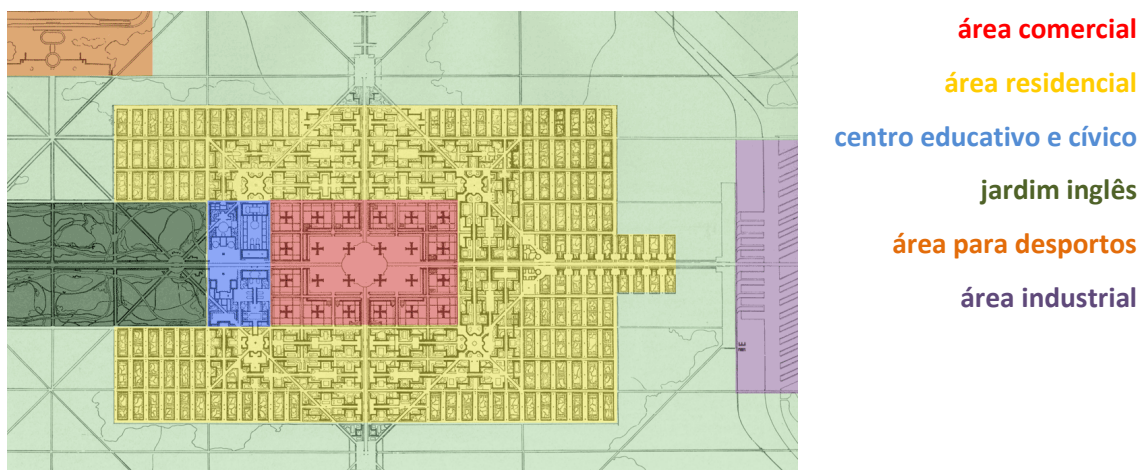 área comercial
área residencial
centro educativo e cívico
jardim inglês
área para desportos
área industrial